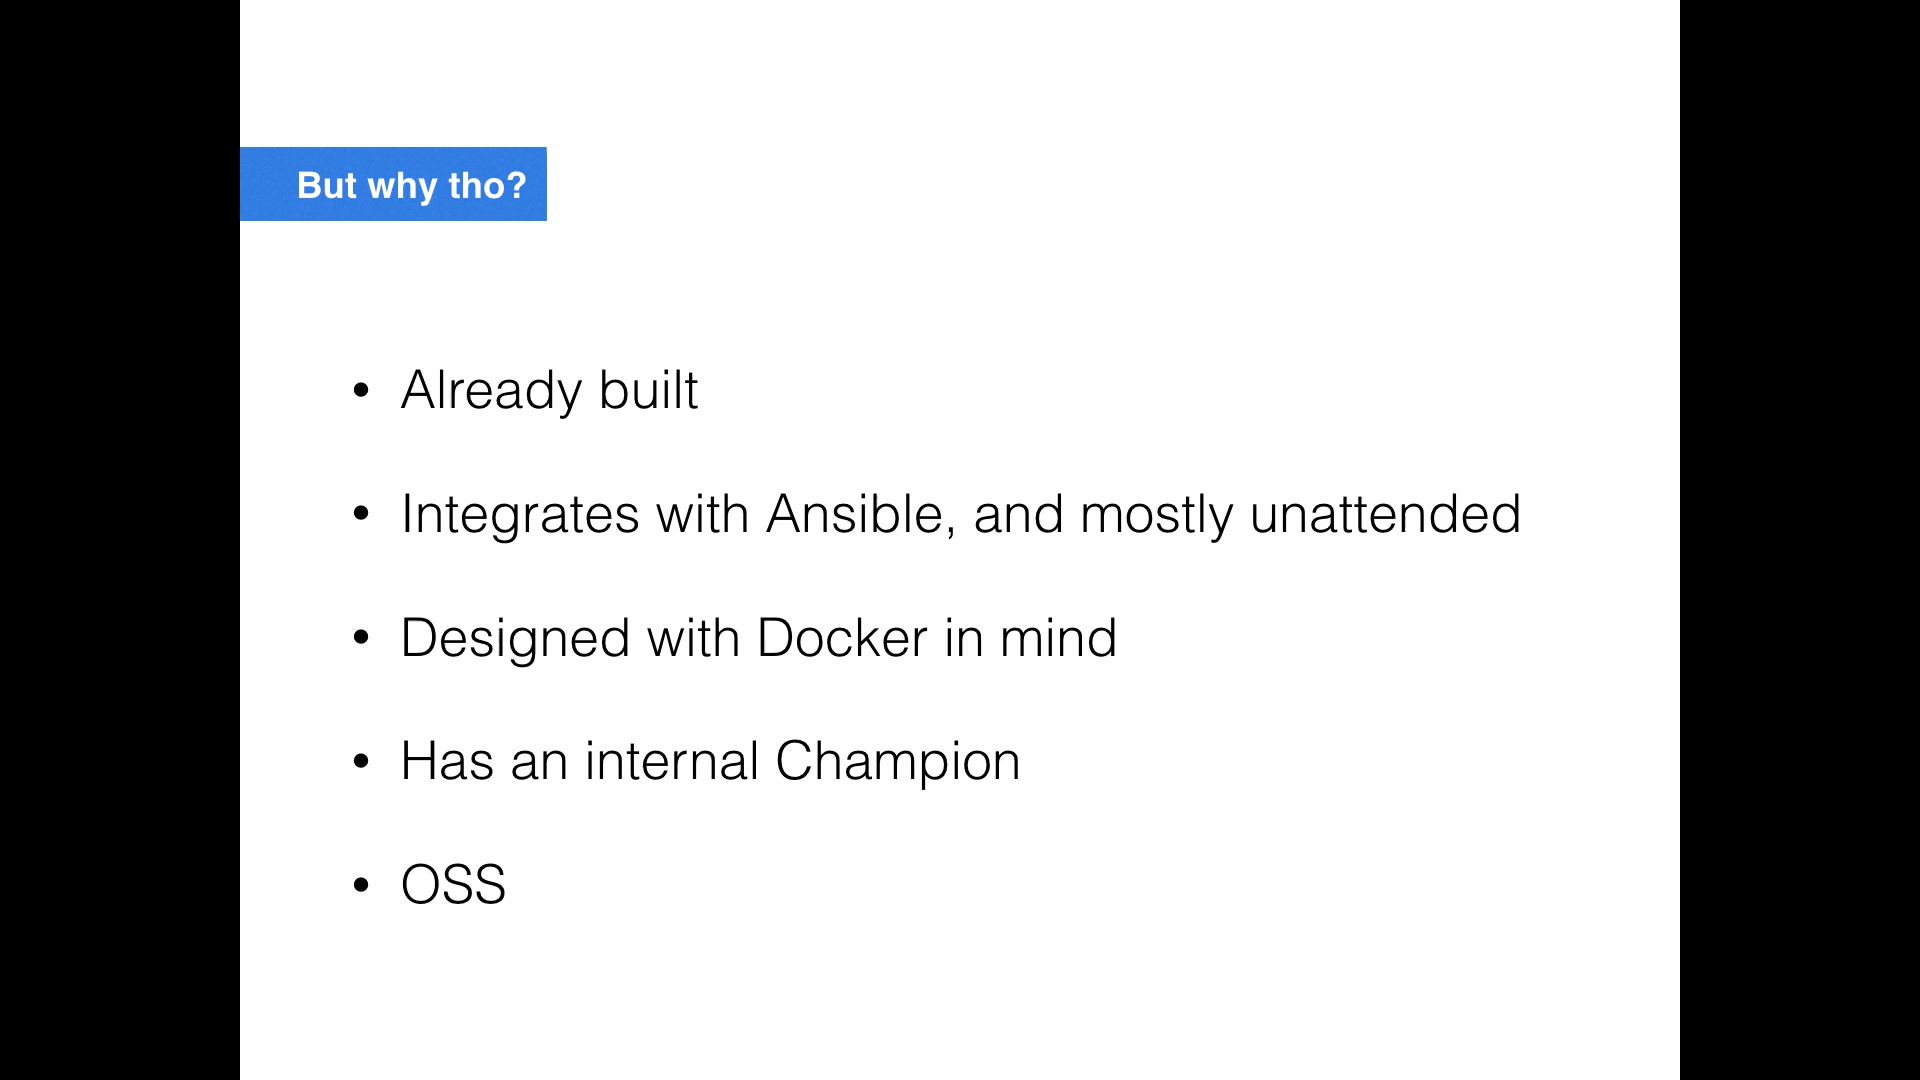 But why tho?
• Already built
• Integrates with Ansible, and mostly unattended
• Designed with Docker in mind
• Has an internal Champion
• OSS